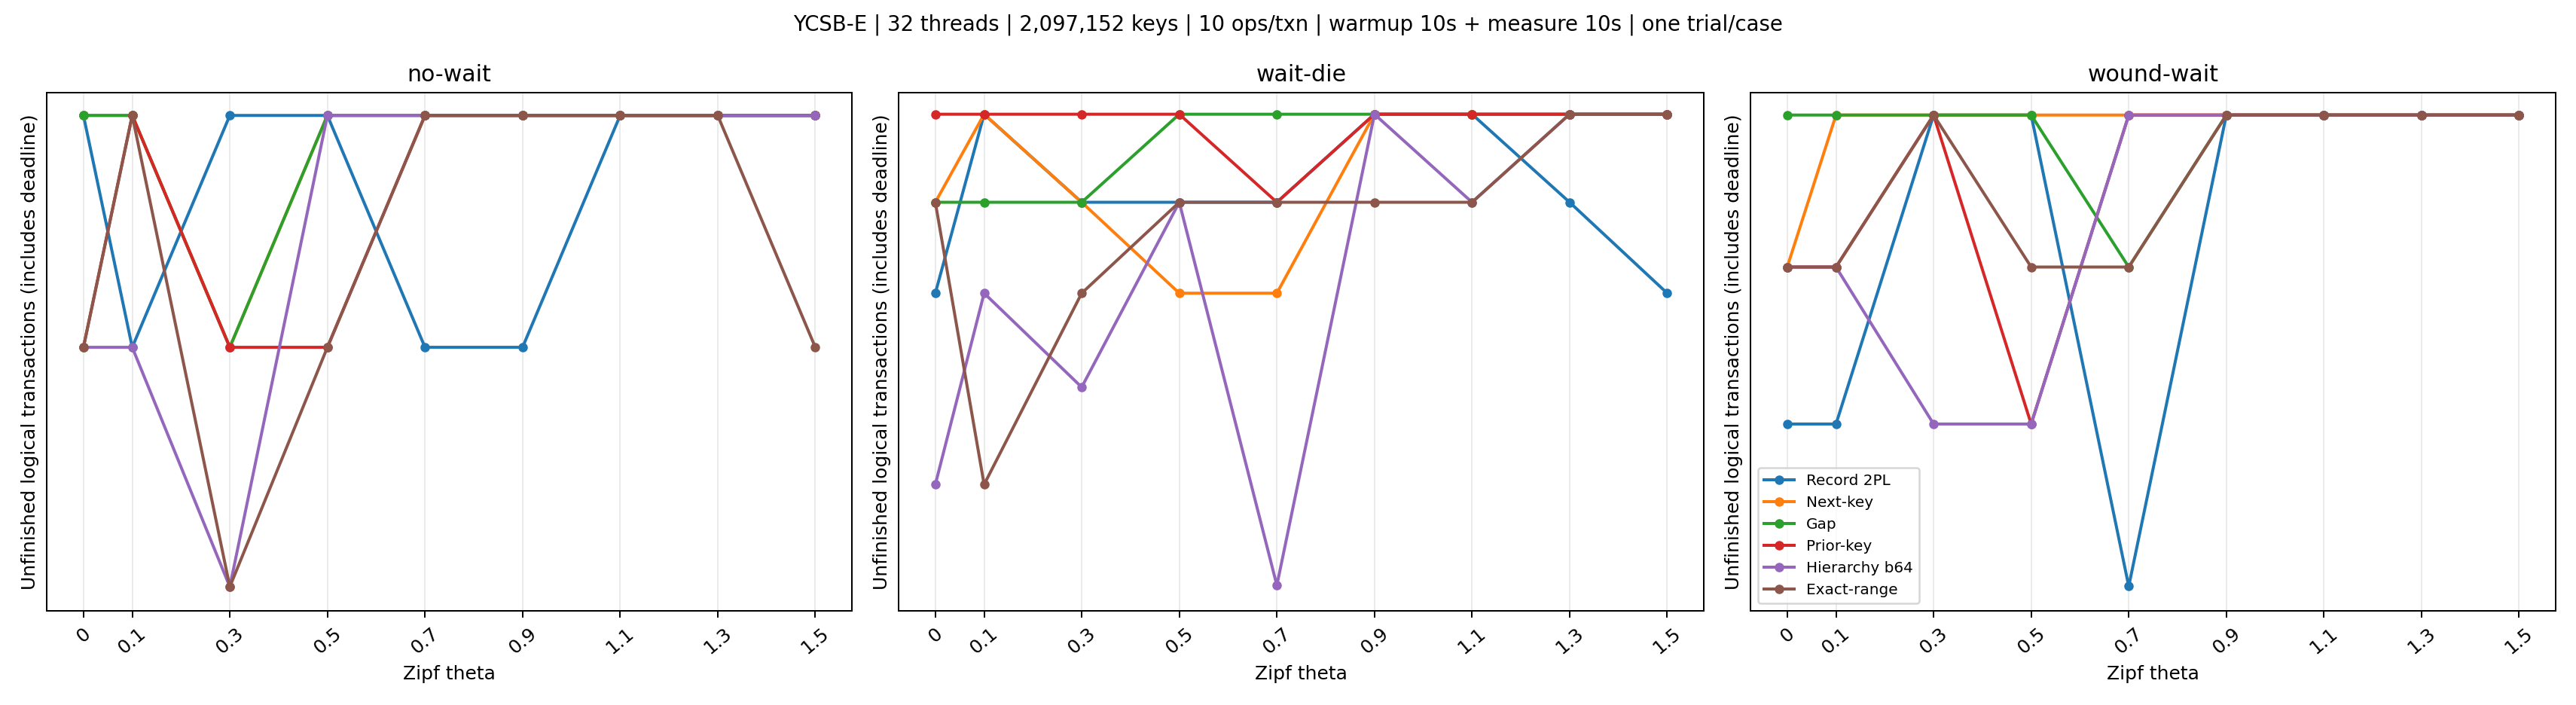 YCSB-E | 32 threads | 2,097,152 keys | 10 ops/txn | warmup 10s + measure 10s | one trial/case
no-wait
Unfinished logical transactions (includes deadline)
0
0.1
0.3
0.5
0.7
0.9
1.1
1.3
1.5
Zipf theta
wait-die
Unfinished logical transactions (includes deadline)
0
0.1
0.3
0.5
0.7
0.9
1.1
1.3
1.5
Zipf theta
wound-wait
Unfinished logical transactions (includes deadline)
Record 2PL
Next-key
Gap
Prior-key
Hierarchy b64
Exact-range
0
0.1
0.3
0.5
0.7
0.9
1.1
1.3
1.5
Zipf theta